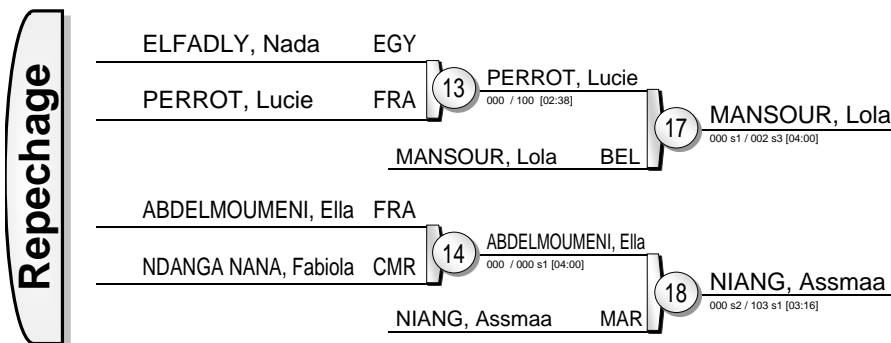 Repechage
ELFADLY, Nada EGY
PERROT, Lucie FRA
13
PERROT, Lucie
000 / 100 [02:38]
MANSOUR, Lola BEL
17
MANSOUR, Lola
000 s1 / 002 s3 [04:00]
ABDELMOUMENI, Ella FRA
NDANGA NANA, Fabiola CMR
14
ABDELMOUMENI, Ella
000 / 000 s1 [04:00]
NIANG, Assmaa MAR
18
NIANG, Assmaa
000 s2 / 103 s1 [03:16]